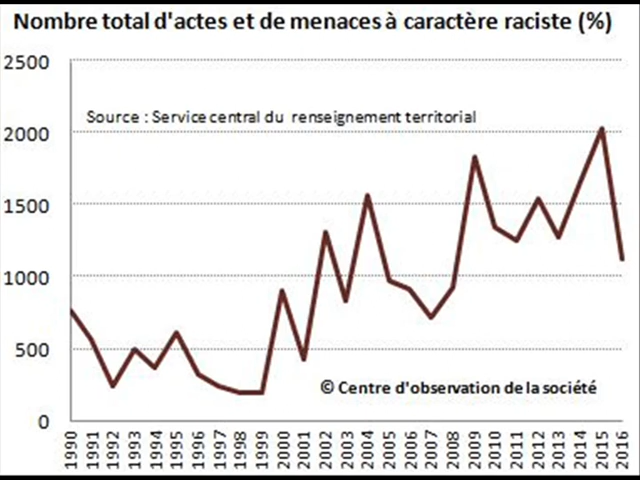 Nombre total d'actes et de menaces à caractère raciste (%)
2500
Source : Service central du renseignement territorial
2000
1500
1000
500
© Centre d'observation de la société
0
1990 1991 1992 1993 1994 1995 1996 1997 1998 1999 2000 2001 2002 2003 2004 2005 2006 2007 2008 2009 2010 2011 2012 2013 2014 2015 2016